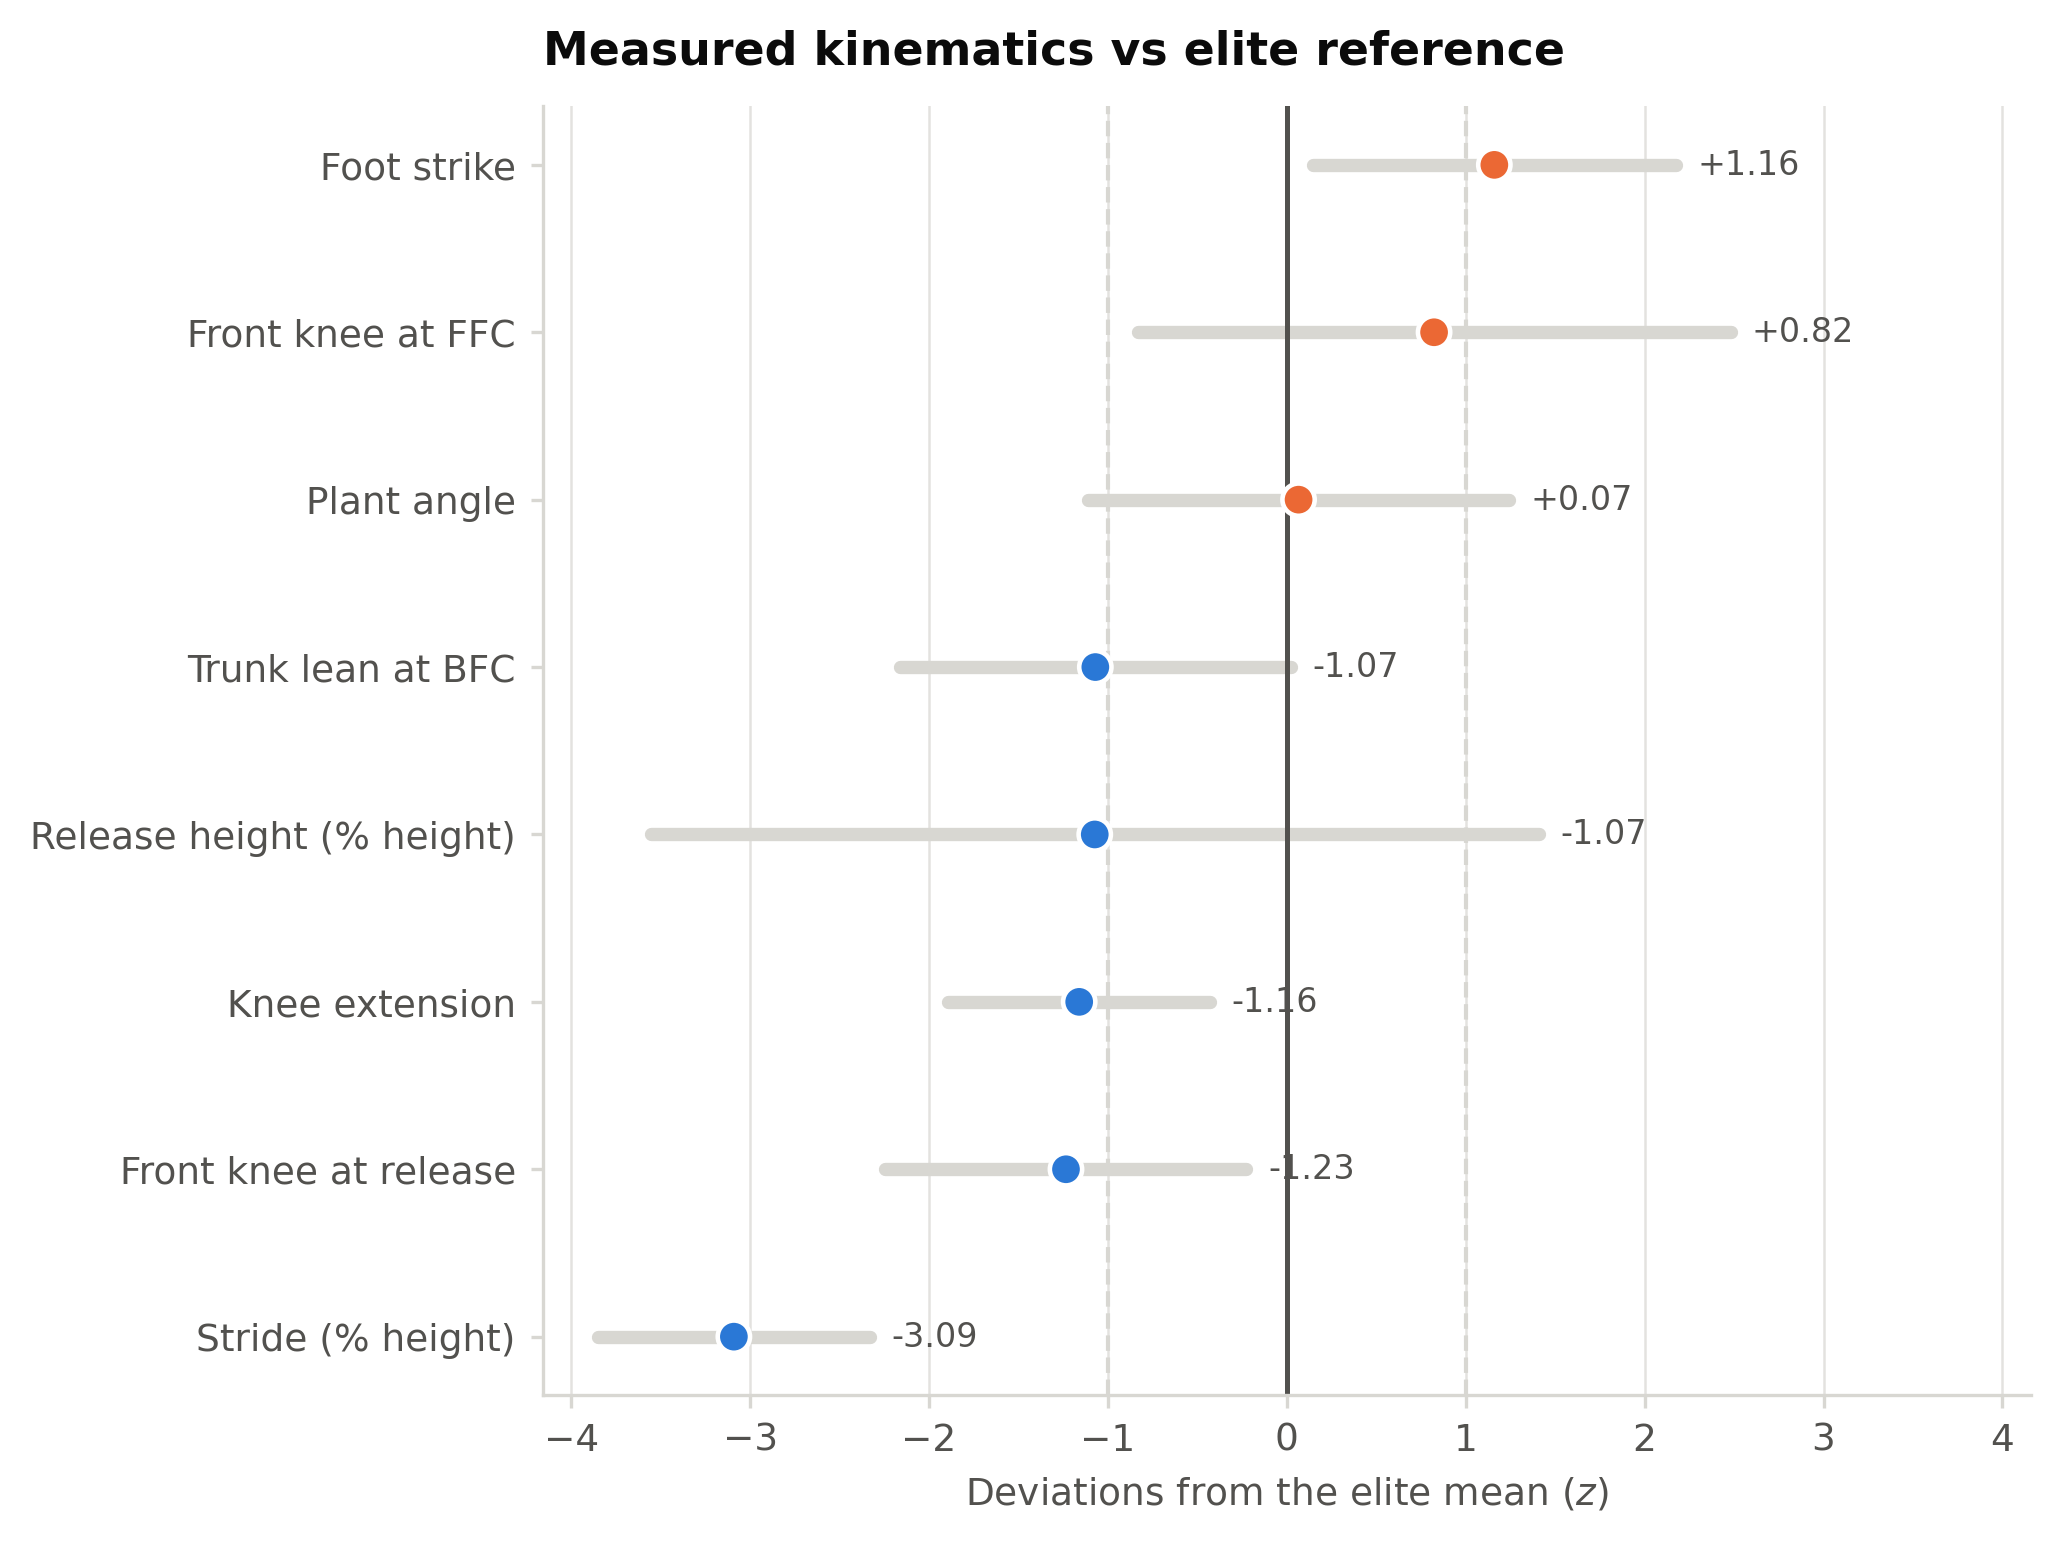 Measured kinematics vs elite reference
Foot strike
+1.16
Front knee at FFC
+0.82
Plant angle
+0.07
Trunk lean at BFC
-1.07
Release height (% height)
-1.07
Knee extension
-1.16
Front knee at release
-1.23
Stride (% height)
-3.09
−4 −3 −2 −1 0 1 2 3 4
Deviations from the elite mean (z)